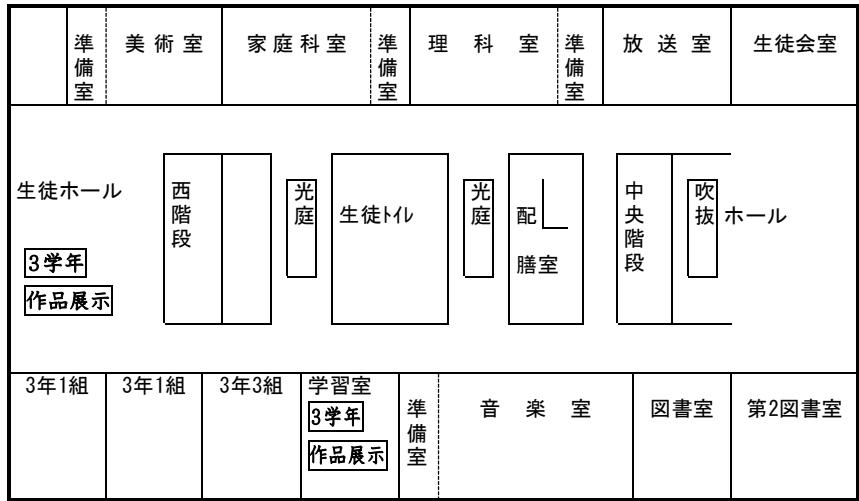 準備室 美術室 家庭科室 準備室 理科室 準備室 放送室 生徒会室
生徒ホール 西階段 光庭 生徒ﾄｲﾚ 光庭 配 中央階段 吹抜 ホール
膳室
3学年
作品展示
3年1組 3年1組 3年3組 学習室 準備室 音楽室 図書室 第2図書室
3学年
作品展示